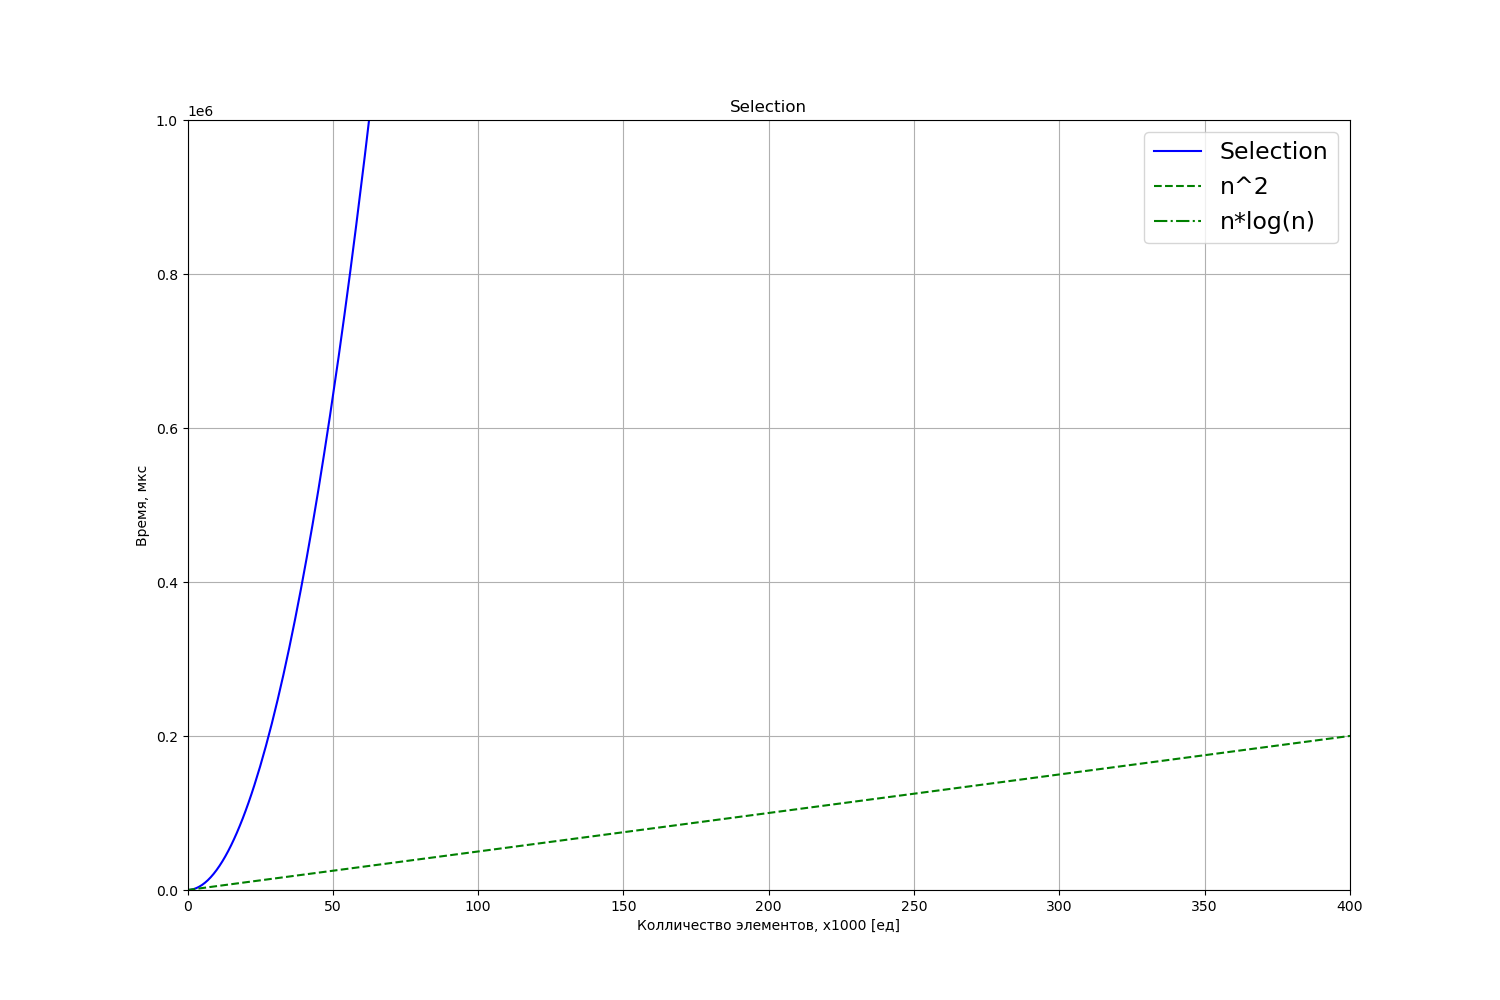 Selection
1e6
1.0
0.8
0.6
0.4
0.2
0.0
Время, мкс
0 50 100 150 200 250 300 350 400
Колличество элементов, x1000 [ед]
Selection
n^2
n*log(n)